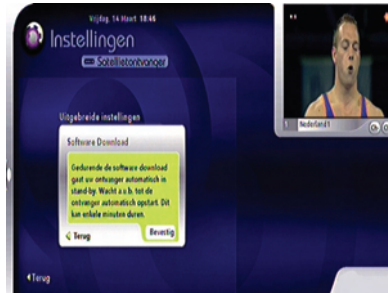 Vrijdag, 14 Maart 18:46
Instellingen
Satellietontvanger
1 Nederland 1
Uitgebreide instellingen
Software Download
Gedurende de software download
gaat uw ontvanger automatisch in
stand-by. Wacht a.u.b. tot de
ontvanger automatisch opstart. Dit
kan enkele minuten duren.
Terug
Bevestig
Terug